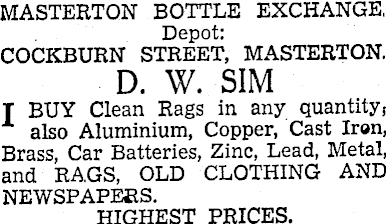 MASTERTON BOTTLE EXCHANGE.
Depot:
COCKBURN STREET, MASTERTON.
D. W. SIM
I BUY Clean Rags in any quantity,
also Aluminium, Copper, Cast Iron,
Brass, Car Batteries, Zinc, Lead, Metal,
and RAGS, OLD CLOTHING AND
NEWSPAPERS.
HIGHEST PRICES.